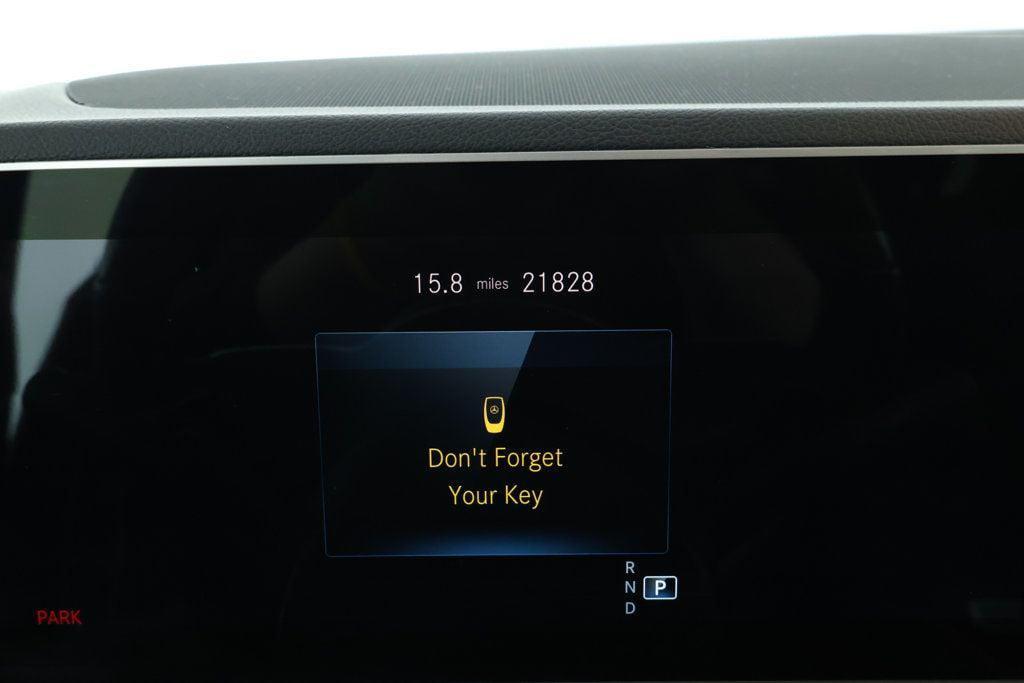 15.8 miles 21828
Don't Forget
Your Key
R
N P
D
PARK